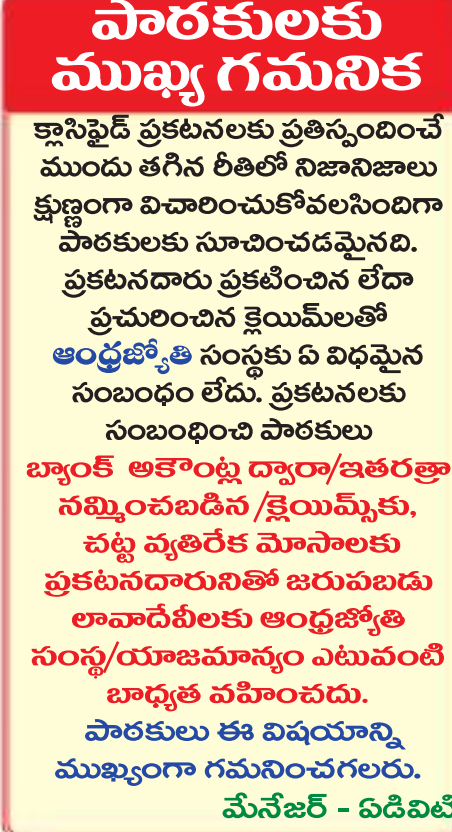 పాఠకులకు
ముఖ్య గమనిక
క్లాసిఫైడ్ ప్రకటనలకు ప్రతిస్పందించే
ముందు తగిన రీతిలో నిజానిజాలు
క్షుణ్ణంగా విచారించుకోవలసిందిగా
పాఠకులకు సూచించడమైనది.
ప్రకటనదారు ప్రకటించిన లేదా
ప్రచురించిన క్లెయిమ్‌లతో
ఆంధ్రజ్యోతి సంస్థకు ఏ విధమైన
సంబంధం లేదు. ప్రకటనలకు
సంబంధించి పాఠకులు
బ్యాంక్ అకౌంట్ల ద్వారా/ఇతరత్రా
నమ్మించబడిన/క్లెయిమ్స్‌కు,
చట్ట వ్యతిరేక మోసాలకు
ప్రకటనదారునితో జరుపబడు
లావాదేవీలకు ఆంధ్రజ్యోతి
సంస్థ/యాజమాన్యం ఎటువంటి
బాధ్యత వహించదు.
పాఠకులు ఈ విషయాన్ని
ముఖ్యంగా గమనించగలరు.
మేనేజర్ - ఏడివిటి